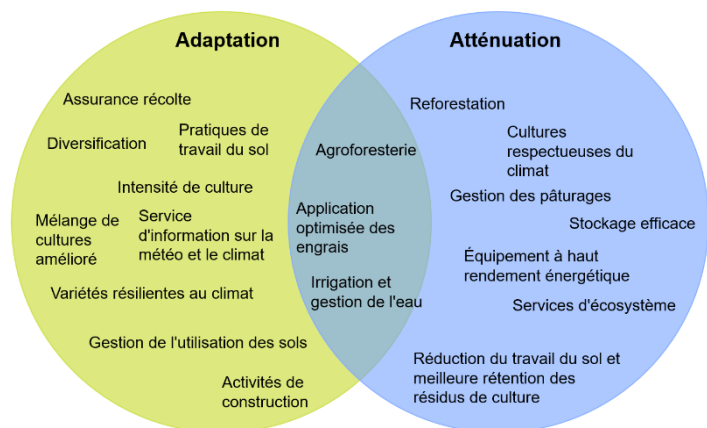 Adaptation
Assurance récolte
Diversification
Pratiques de
travail du sol
Intensité de culture
Mélange de
cultures
amélioré
Service
d'information sur la
météo et le climat
Variétés résilientes au climat
Gestion de l'utilisation des sols
Activités de
construction
Agroforesterie
Application
optimisée des
engrais
Irrigation et
gestion de l'eau
Atténuation
Reforestation
Cultures
respectueuses du
climat
Gestion des pâturages
Stockage efficace
Équipement à haut
rendement énergétique
Services d'écosystème
Réduction du travail du sol et
meilleure rétention des
résidus de culture